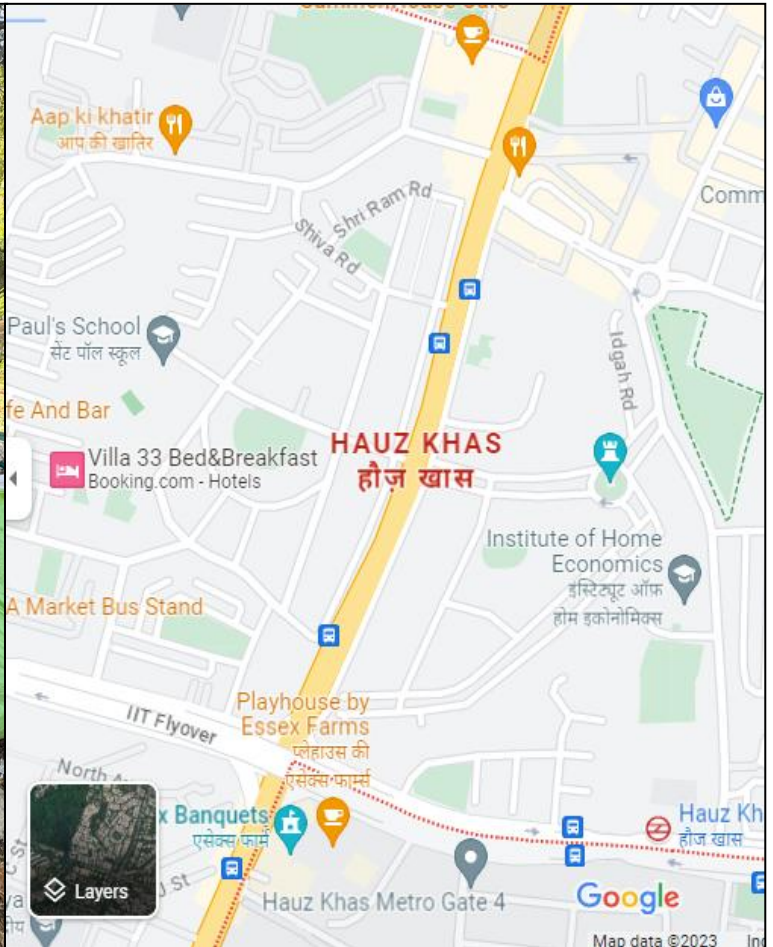 Summerhouse Cafe
Aap ki khatir
आप की खातिर
Shri Ram Rd
Shiva Rd
Comm
Idgah Rd
Paul's School
सेंट पॉल स्कूल
fe And Bar
HAUZ KHAS
हौज़ खास
Villa 33 Bed&Breakfast
Booking.com - Hotels
Institute of Home
Economics
इंस्टिट्यूट ऑफ़
होम इकोनोमिक्स
A Market Bus Stand
Playhouse by
Essex Farms
प्लेहाउस की
एसेक्स फार्म्स
IIT Flyover
North A
x Banquets
एसेक्स फार्म
Hauz Kh
हौज़ खास
Layers
J St
Hauz Khas Metro Gate 4
Google
Map data ©2023